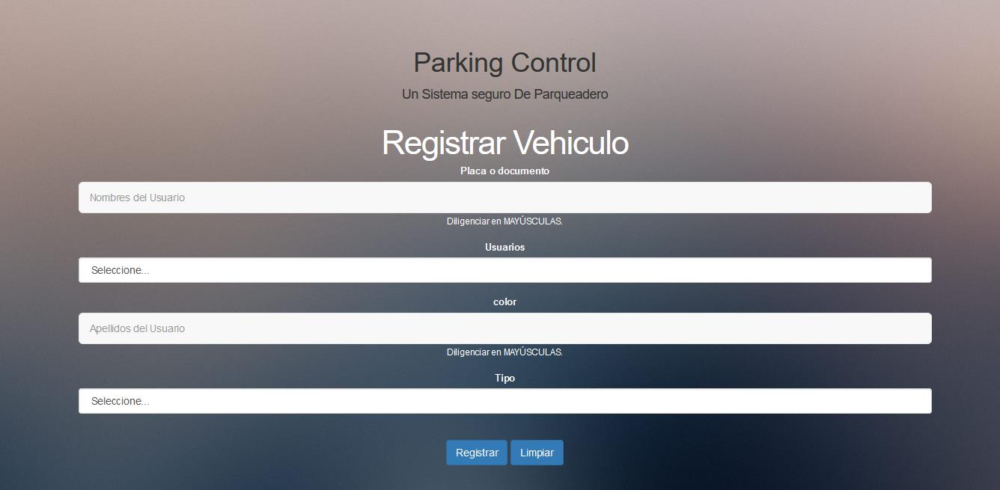 Parking Control
Un Sistema seguro De Parqueadero
Registrar Vehiculo
Placa o documento
Nombres del Usuario
Diligenciar en MAYÚSCULAS.
Usuarios
Seleccione...
color
Apellidos del Usuario
Diligenciar en MAYÚSCULAS.
Tipo
Seleccione...
Registrar Limpiar